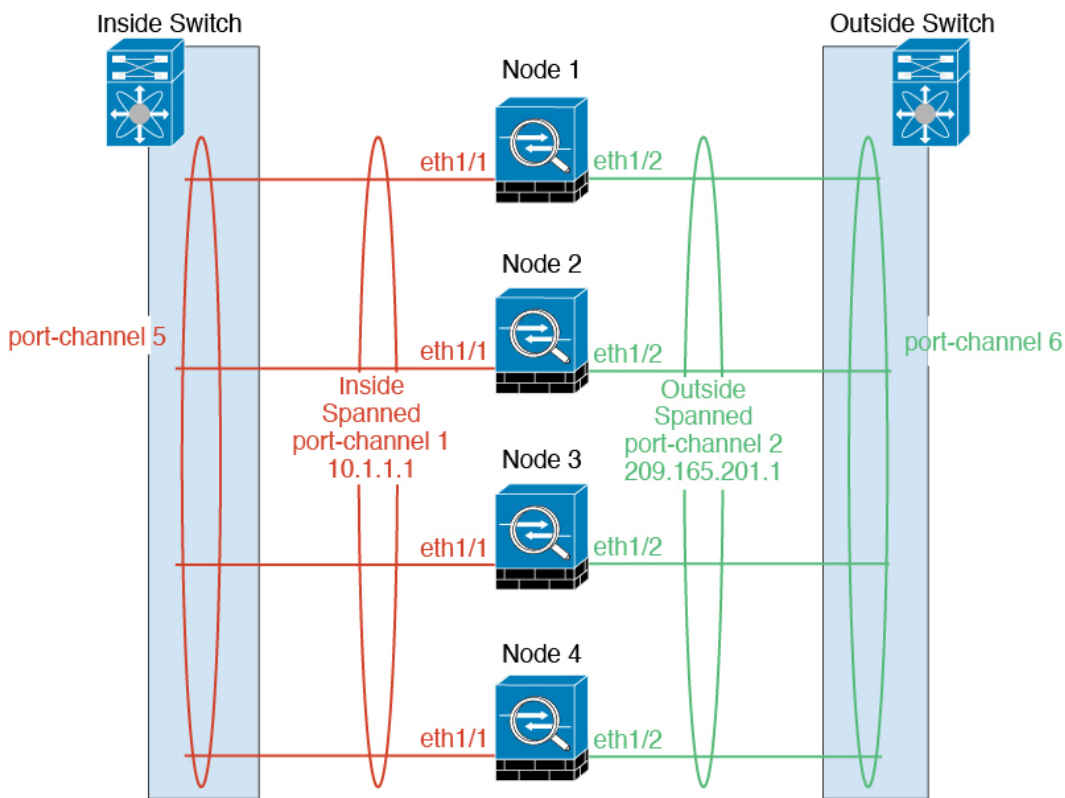 Inside Switch
Outside Switch
Node 1
eth1/1
eth1/2
Node 2
port-channel 5
eth1/1
eth1/2
port-channel 6
Inside
Spanned
port-channel 1
10.1.1.1
Outside
Spanned
port-channel 2
209.165.201.1
Node 3
eth1/1
eth1/2
Node 4
eth1/1
eth1/2